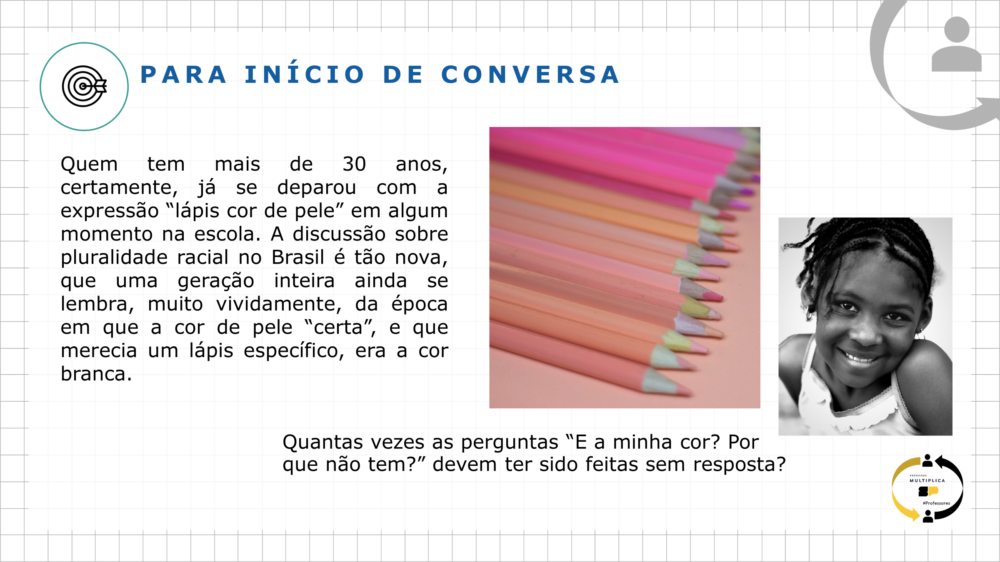 PARA INÍCIO DE CONVERSA
Quem tem mais de 30 anos,
certamente, já se deparou com a
expressão “lápis cor de pele” em algum
momento na escola. A discussão sobre
pluralidade racial no Brasil é tão nova,
que uma geração inteira ainda se
lembra, muito vividamente, da época
em que a cor de pele “certa”, e que
merecia um lápis específico, era a cor
branca.
Quantas vezes as perguntas “E a minha cor? Por
que não tem?” devem ter sido feitas sem resposta?
PROGRAMA
MULTIPLICA
SP
#Professores